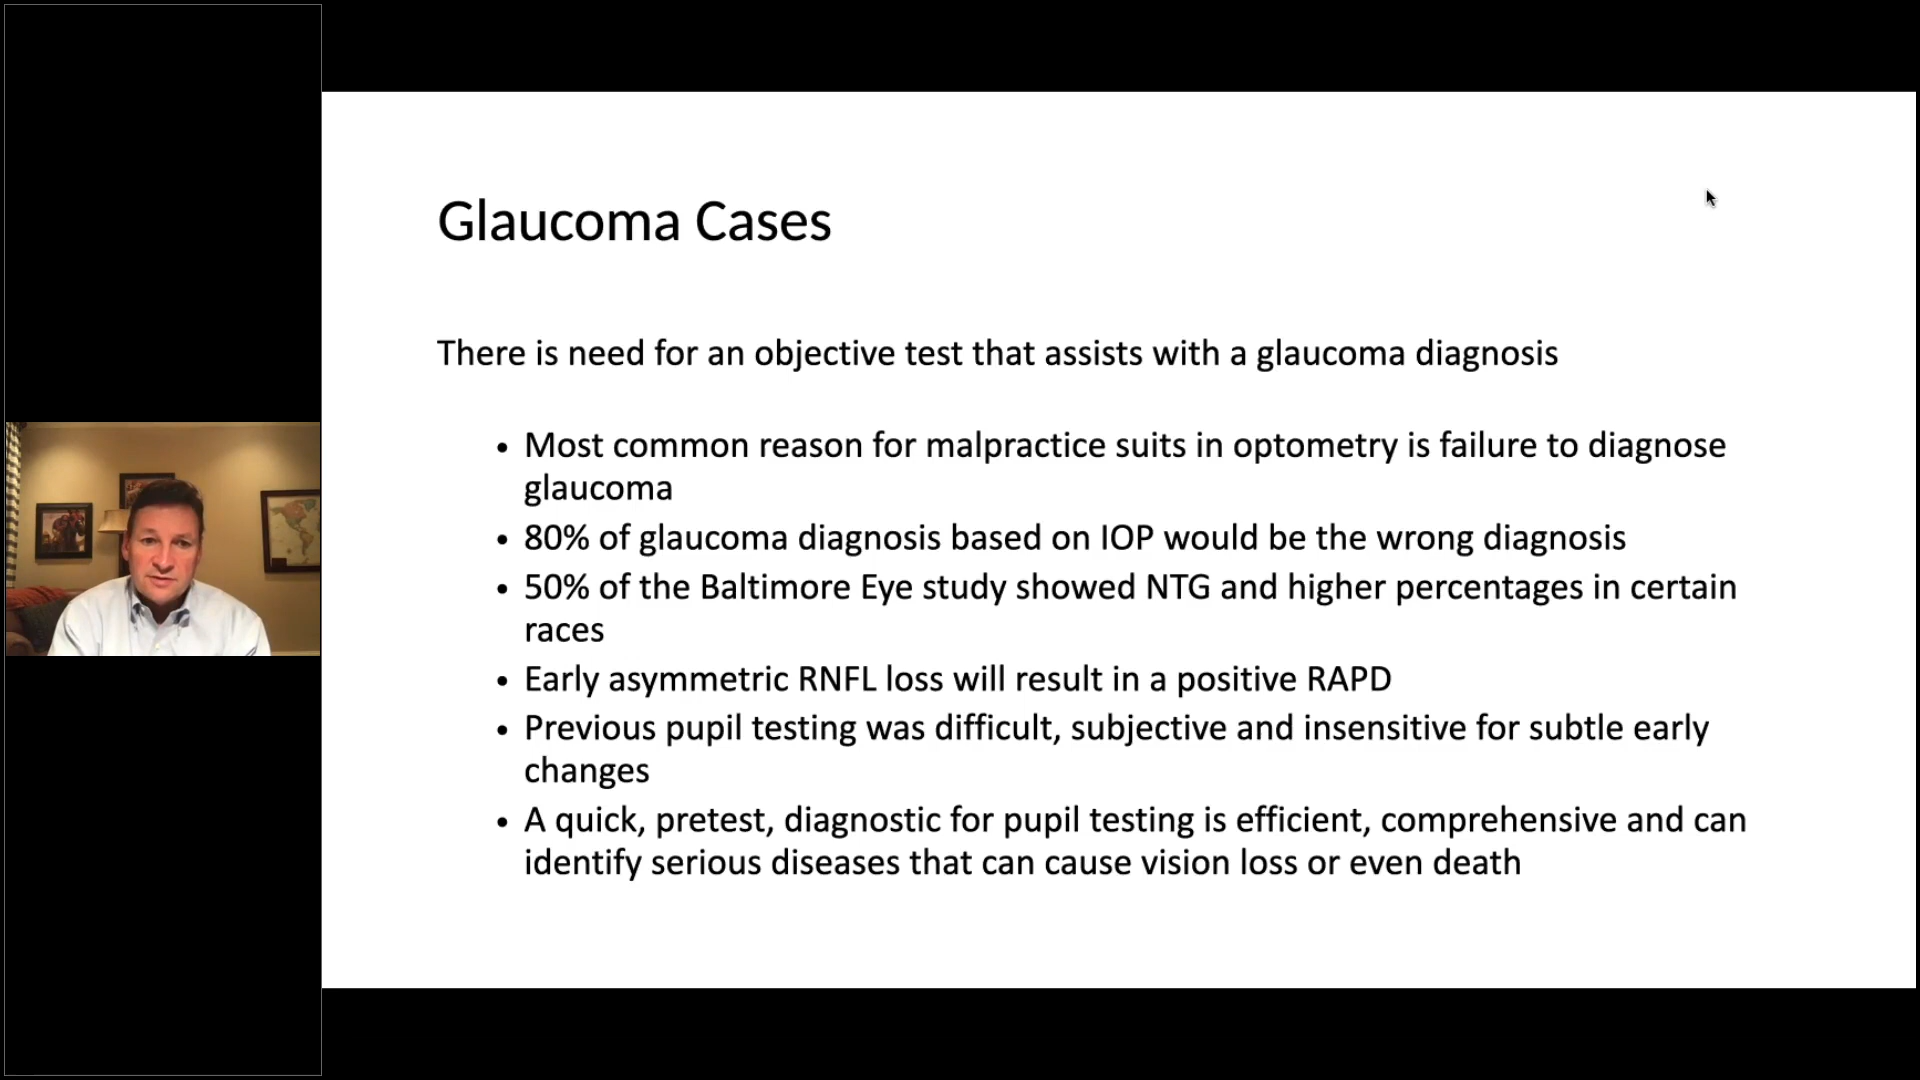 Glaucoma Cases
There is need for an objective test that assists with a glaucoma diagnosis
• Most common reason for malpractice suits in optometry is failure to diagnose
glaucoma
• 80% of glaucoma diagnosis based on IOP would be the wrong diagnosis
• 50% of the Baltimore Eye study showed NTG and higher percentages in certain
races
• Early asymmetric RNFL loss will result in a positive RAPD
• Previous pupil testing was difficult, subjective and insensitive for subtle early
changes
• A quick, pretest, diagnostic for pupil testing is efficient, comprehensive and can
identify serious diseases that can cause vision loss or even death